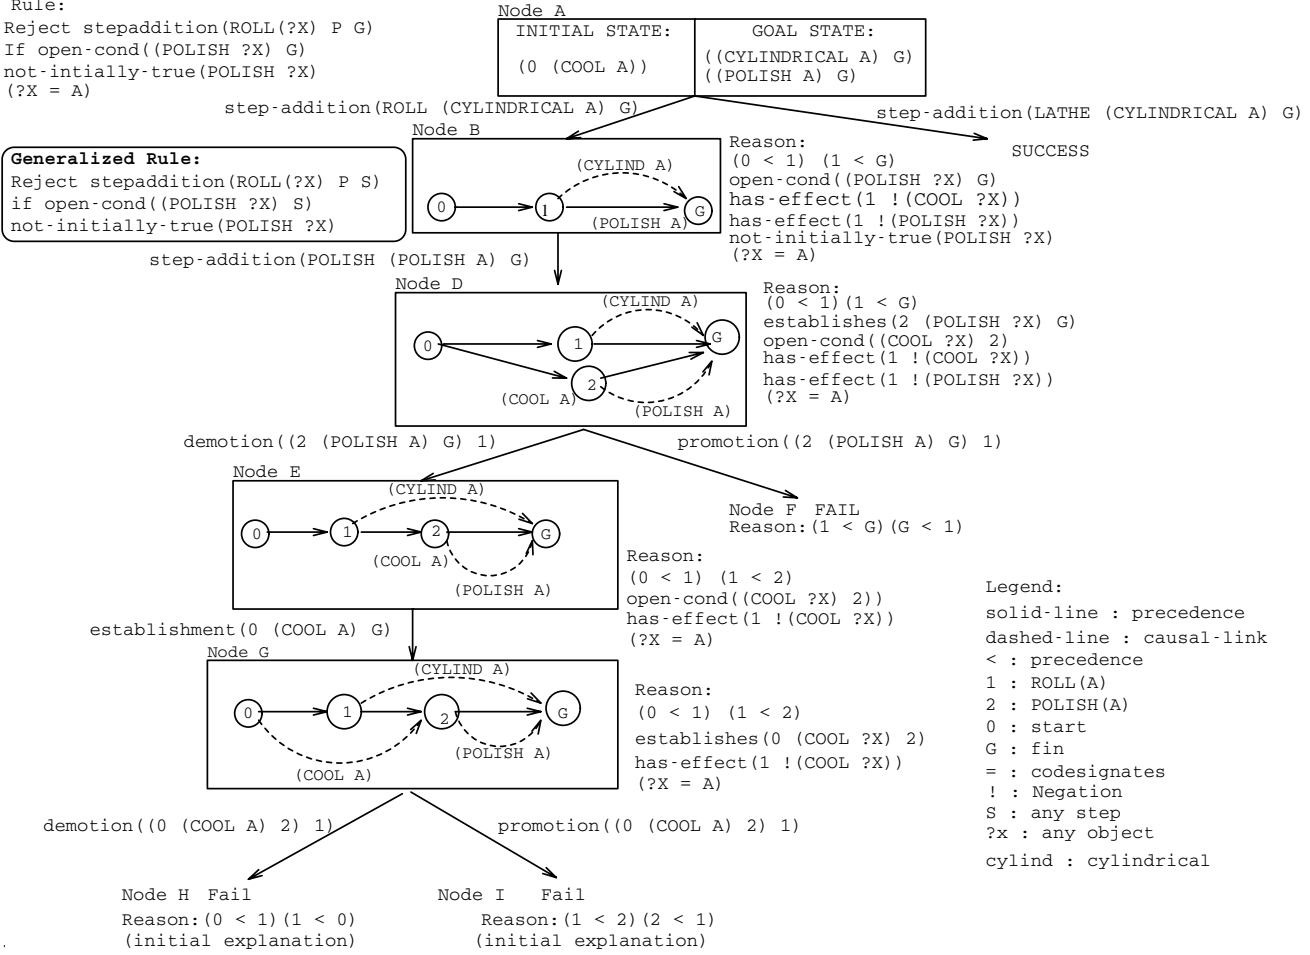 Rule:
Reject stepaddition(ROLL(?X) P G)
If open-cond((POLISH ?X) G)
not-intially-true(POLISH ?X)
(?X = A)
Node A
INITIAL STATE:
(0 (COOL A))
GOAL STATE:
((CYLINDRICAL A) G)
((POLISH A) G)
step-addition(ROLL (CYLINDRICAL A) G)
step-addition(LATHE (CYLINDRICAL A) G)
SUCCESS
Generalized Rule:
Reject stepaddition(ROLL(?X) P S)
if open-cond((POLISH ?X) S)
not-initially-true(POLISH ?X)
Node B
(CYLIND A)
0
1
G
(POLISH A)
Reason:
(0 < 1) (1 < G)
open-cond((POLISH ?X) G)
has-effect(1 !(COOL ?X))
has-effect(1 !(POLISH ?X))
not-initially-true(POLISH ?X)
(?X = A)
step-addition(POLISH (POLISH A) G)
Node D
(CYLIND A)
0
1
G
2
(COOL A)
(POLISH A)
Reason:
(0 < 1)(1 < G)
establishes(2 (POLISH ?X) G)
open-cond((COOL ?X) 2)
has-effect(1 !(COOL ?X))
has-effect(1 !(POLISH ?X))
(?X = A)
demotion((2 (POLISH A) G) 1)
promotion((2 (POLISH A) G) 1)
Node E
(CYLIND A)
0
1
2
G
(COOL A)
(POLISH A)
Node F FAIL
Reason:(1 < G)(G < 1)
Reason:
(0 < 1) (1 < 2)
open-cond((COOL ?X) 2))
has-effect(1 !(COOL ?X))
(?X = A)
establishment(0 (COOL A) G)
Node G
(CYLIND A)
0
1
2
G
(POLISH A)
(COOL A)
Reason:
(0 < 1) (1 < 2)
establishes(0 (COOL ?X) 2)
has-effect(1 !(COOL ?X))
(?X = A)
demotion((0 (COOL A) 2) 1)
promotion((0 (COOL A) 2) 1)
Node H Fail
Reason:(0 < 1)(1 < 0)
(initial explanation)
Node I Fail
Reason:(1 < 2)(2 < 1)
(initial explanation)
Legend:
solid-line : precedence
dashed-line : causal-link
< : precedence
1 : ROLL(A)
2 : POLISH(A)
0 : start
G : fin
= : codesignates
! : Negation
S : any step
?x : any object
cylind : cylindrical